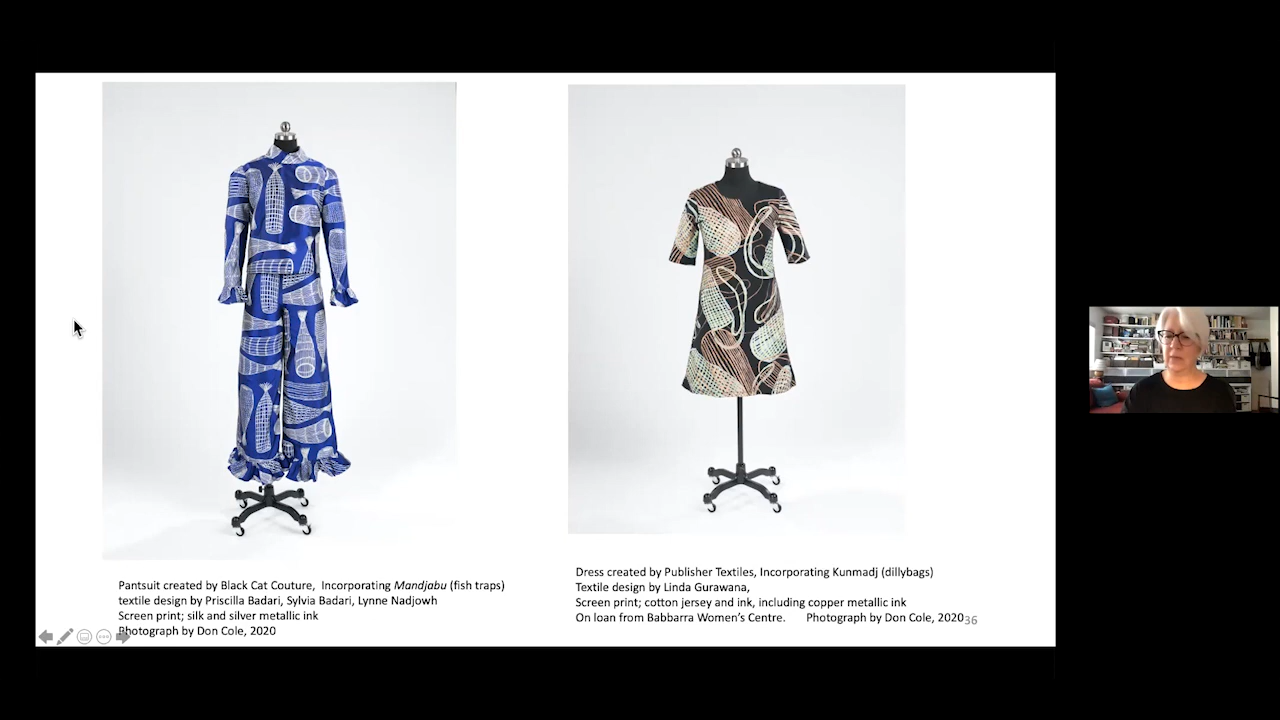 Pantsuit created by Black Cat Couture, Incorporating Mandjabu (fish traps)
textile design by Priscilla Badari, Sylvia Badari, Lynne Nadjowh
Screen print; silk and silver metallic ink
Photograph by Don Cole, 2020
Dress created by Publisher Textiles, Incorporating Kunmadj (dillybags)
Textile design by Linda Gurawana,
Screen print; cotton jersey and ink, including copper metallic ink
On loan from Babbarra Women's Centre. Photograph by Don Cole, 2020
36